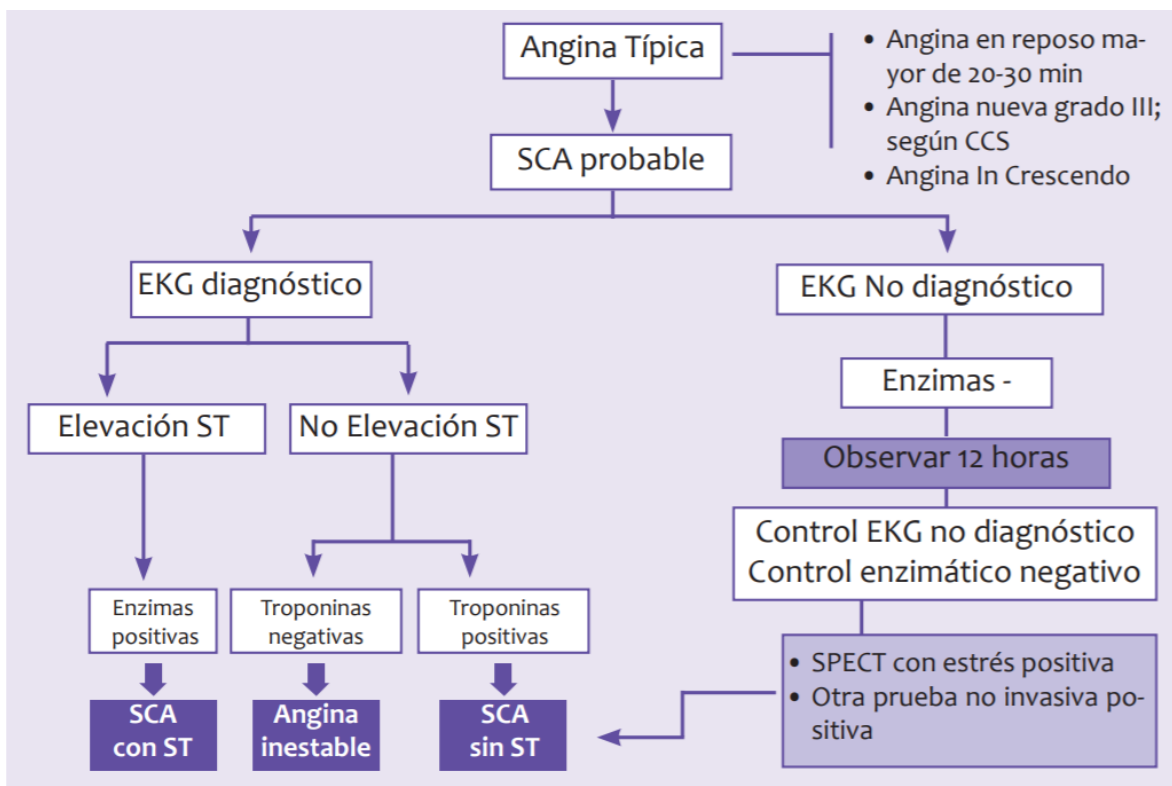 Angina Típica
• Angina en reposo ma-
yor de 20-30 min
• Angina nueva grado III;
según CCS
• Angina In Crescendo
SCA probable
EKG diagnóstico
EKG No diagnóstico
Enzimas -
Elevación ST
No Elevación ST
Observar 12 horas
Control EKG no diagnóstico
Control enzimático negativo
Enzimas
positivas
Troponinas
negativas
Troponinas
positivas
• SPECT con estrés positiva
• Otra prueba no invasiva po-
sitiva
SCA
con ST
Angina
inestable
SCA
sin ST